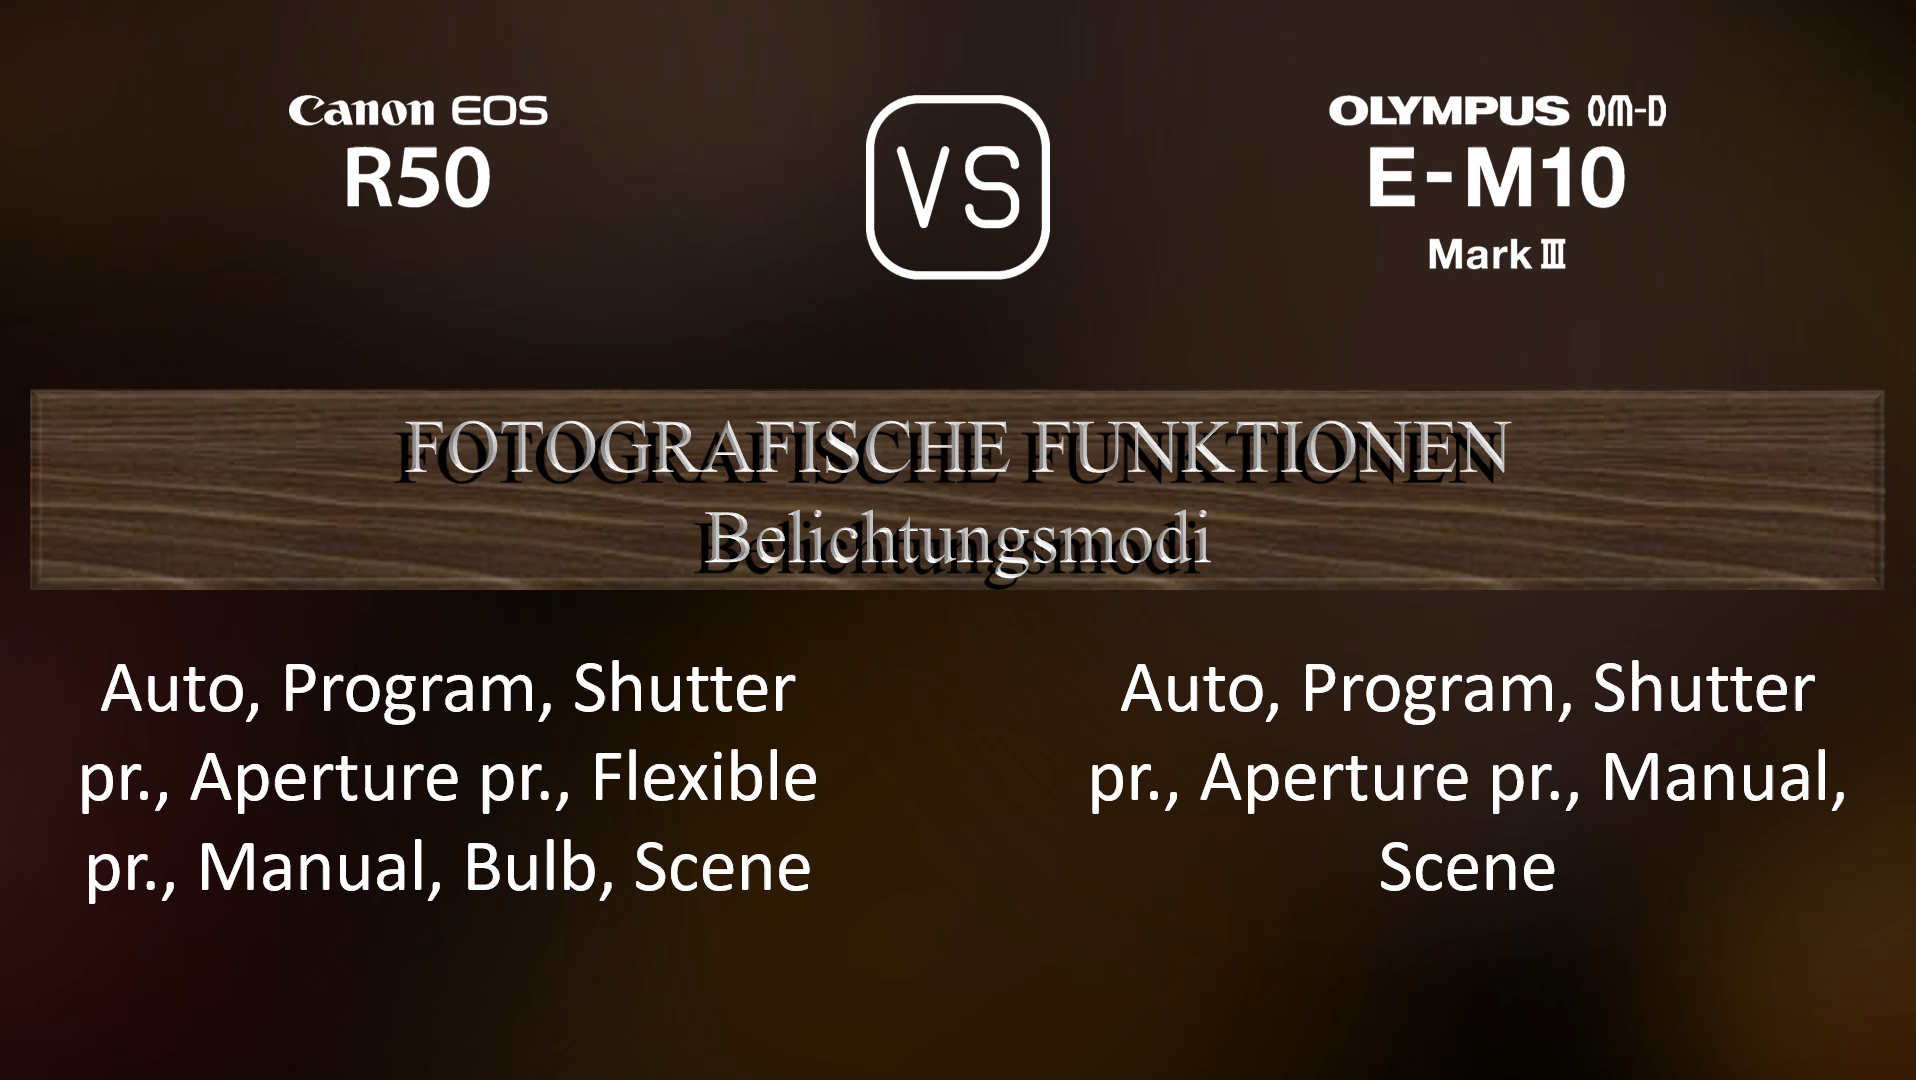 Canon EOS
R50
VS
OLYMPUS OM-D
E-M10
Mark III
FOTOGRAFISCHE FUNKTIONEN
Belichtungsmodi
Auto, Program, Shutter
pr., Aperture pr., Flexible
pr., Manual, Bulb, Scene
Auto, Program, Shutter
pr., Aperture pr., Manual,
Scene